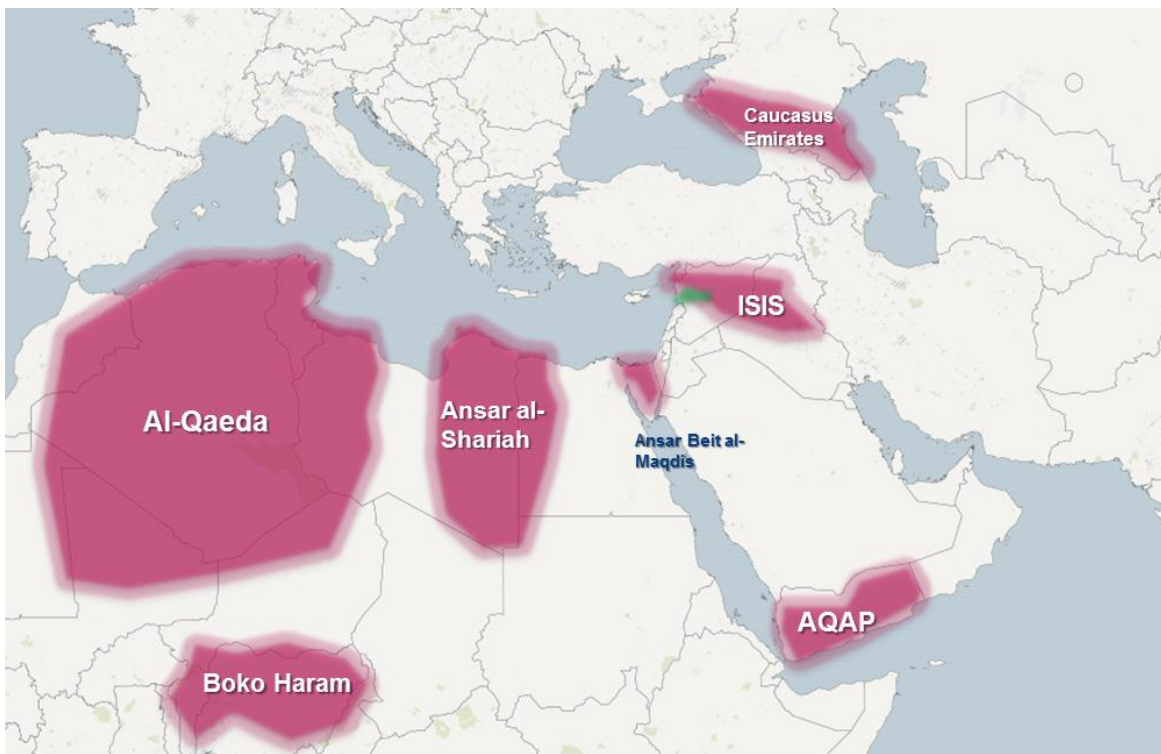 Caucasus
Emirates
ISIS
Al-Qaeda
Ansar al-
Shariah
Ansar Beit al-
Maqdis
AQAP
Boko Haram